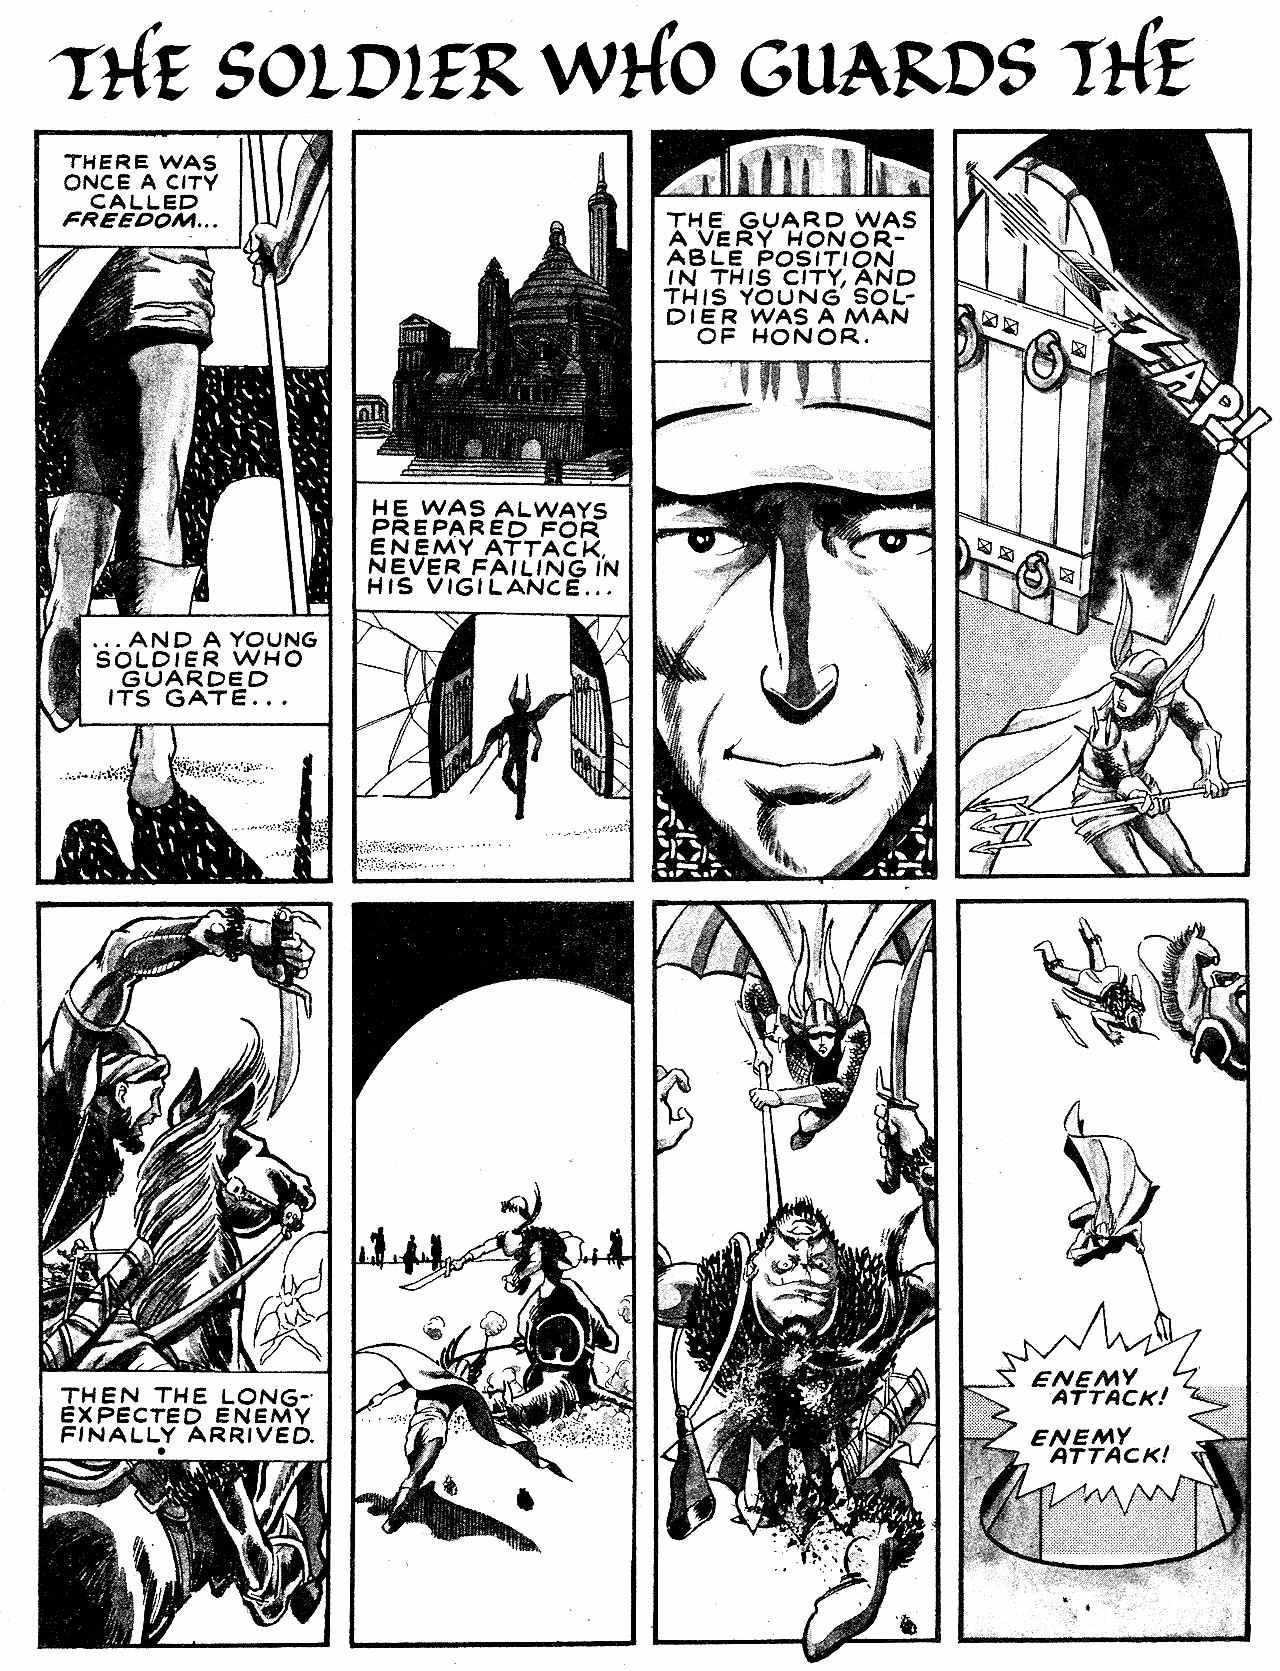 THE SOLDIER WHO GUARDS THE
THERE WAS
ONCE A CITY
CALLED
FREEDOM...
...AND A YOUNG
SOLDIER WHO
GUARDED
ITS GATE...
HE WAS ALWAYS
PREPARED FOR
ENEMY ATTACK,
NEVER FAILING IN
HIS VIGILANCE...
THE GUARD WAS
A VERY HONOR-
ABLE POSITION
IN THIS CITY, AND
THIS YOUNG SOL-
DIER WAS A MAN
OF HONOR.
ZAP!
THEN THE LONG-
EXPECTED ENEMY
FINALLY ARRIVED.
ENEMY
ATTACK!
ENEMY
ATTACK!